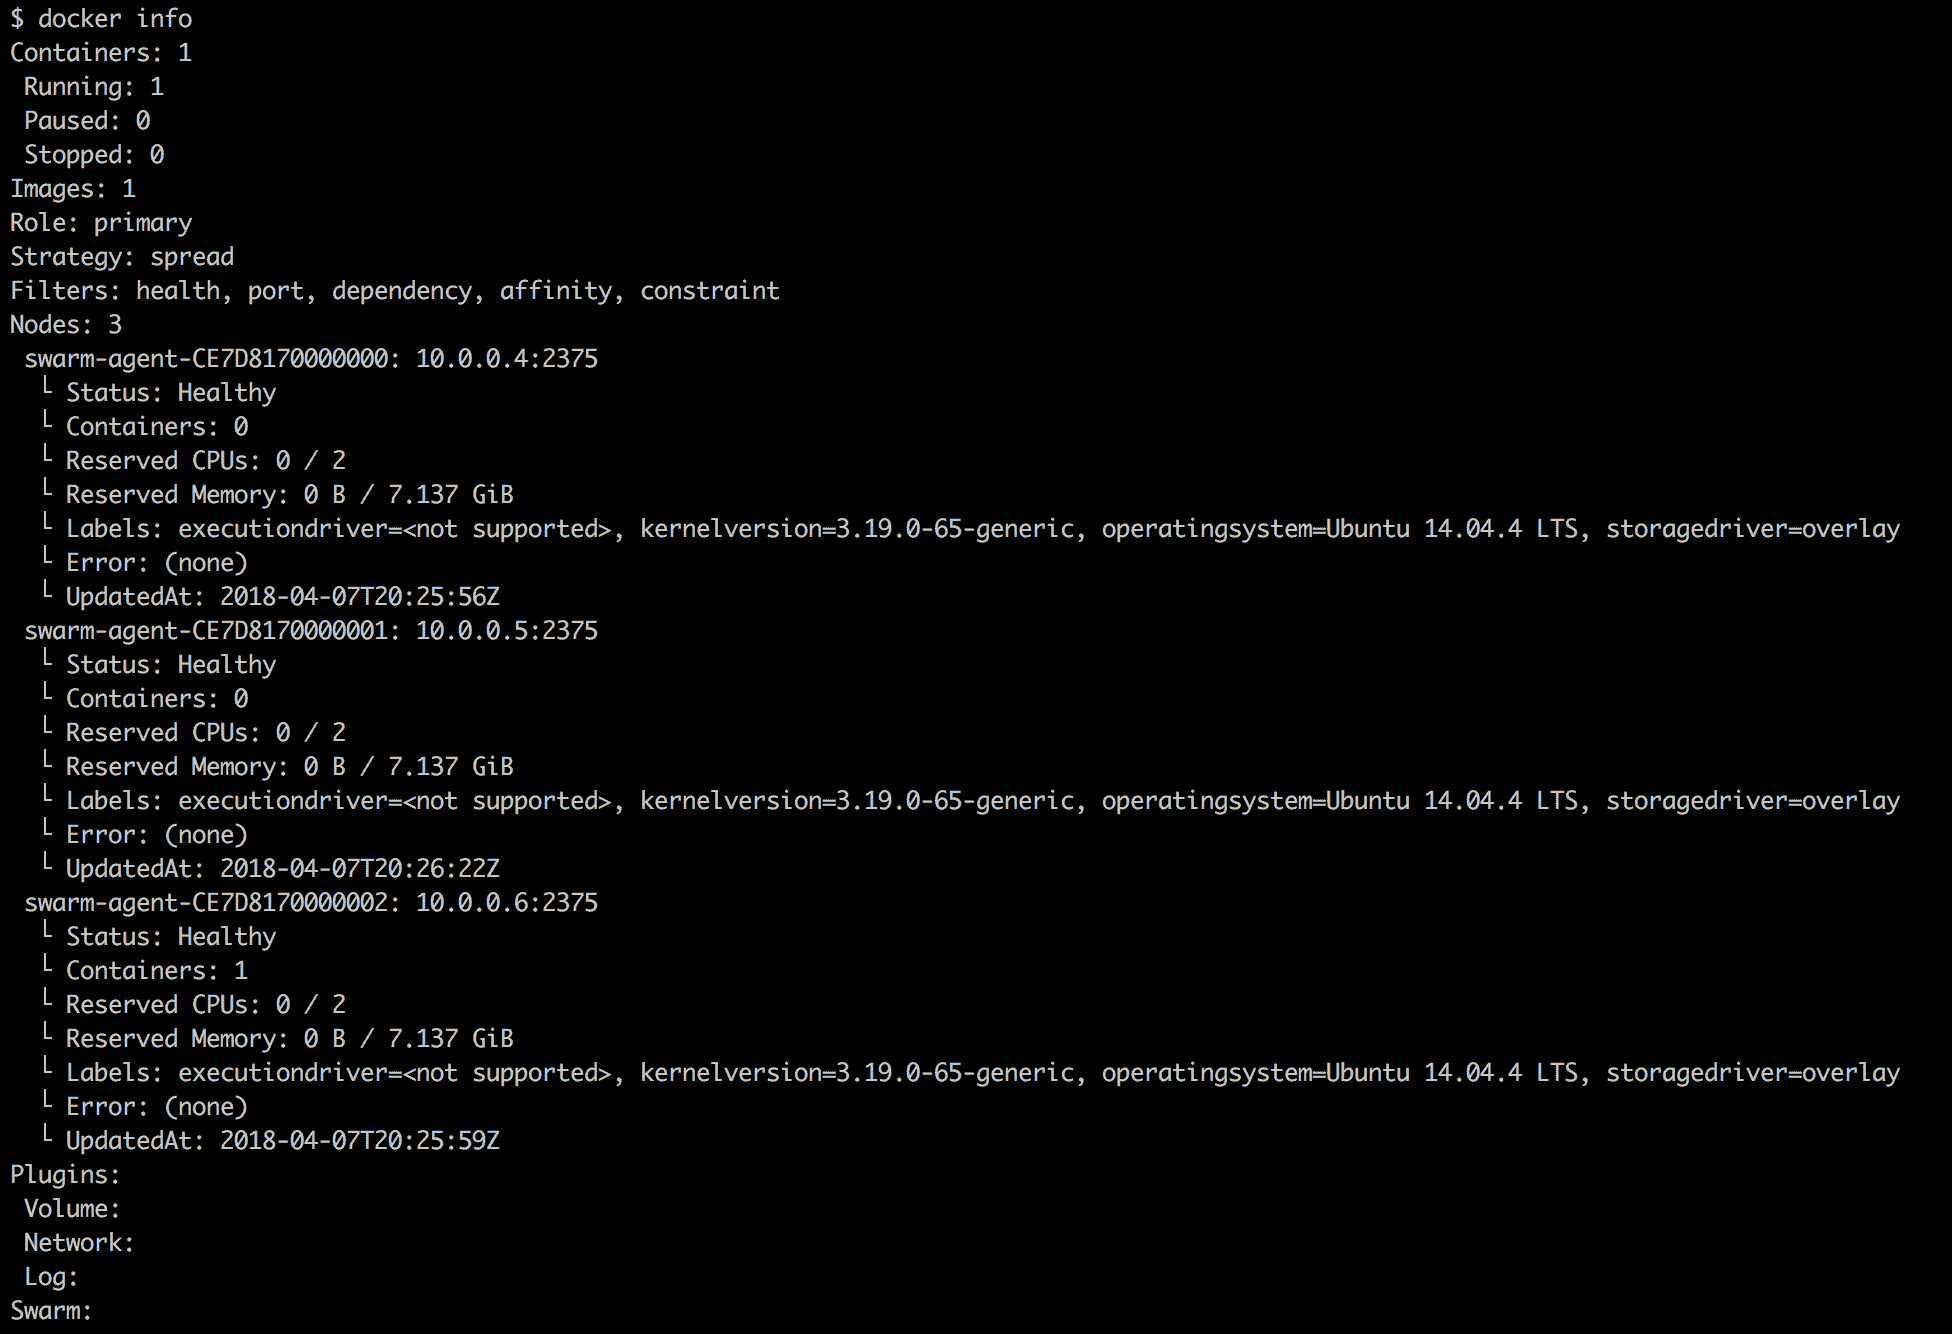 $ docker info
Containers: 1
 Running: 1
 Paused: 0
 Stopped: 0
Images: 1
Role: primary
Strategy: spread
Filters: health, port, dependency, affinity, constraint
Nodes: 3
 swarm-agent-CE7D8170000000: 10.0.0.4:2375
  └ Status: Healthy
  └ Containers: 0
  └ Reserved CPUs: 0 / 2
  └ Reserved Memory: 0 B / 7.137 GiB
  └ Labels: executiondriver=<not supported>, kernelversion=3.19.0-65-generic, operatingsystem=Ubuntu 14.04.4 LTS, storagedriver=overlay
  └ Error: (none)
  └ UpdatedAt: 2018-04-07T20:25:56Z
 swarm-agent-CE7D8170000001: 10.0.0.5:2375
  └ Status: Healthy
  └ Containers: 0
  └ Reserved CPUs: 0 / 2
  └ Reserved Memory: 0 B / 7.137 GiB
  └ Labels: executiondriver=<not supported>, kernelversion=3.19.0-65-generic, operatingsystem=Ubuntu 14.04.4 LTS, storagedriver=overlay
  └ Error: (none)
  └ UpdatedAt: 2018-04-07T20:26:22Z
 swarm-agent-CE7D8170000002: 10.0.0.6:2375
  └ Status: Healthy
  └ Containers: 1
  └ Reserved CPUs: 0 / 2
  └ Reserved Memory: 0 B / 7.137 GiB
  └ Labels: executiondriver=<not supported>, kernelversion=3.19.0-65-generic, operatingsystem=Ubuntu 14.04.4 LTS, storagedriver=overlay
  └ Error: (none)
  └ UpdatedAt: 2018-04-07T20:25:59Z
Plugins:
 Volume:
 Network:
 Log:
Swarm: